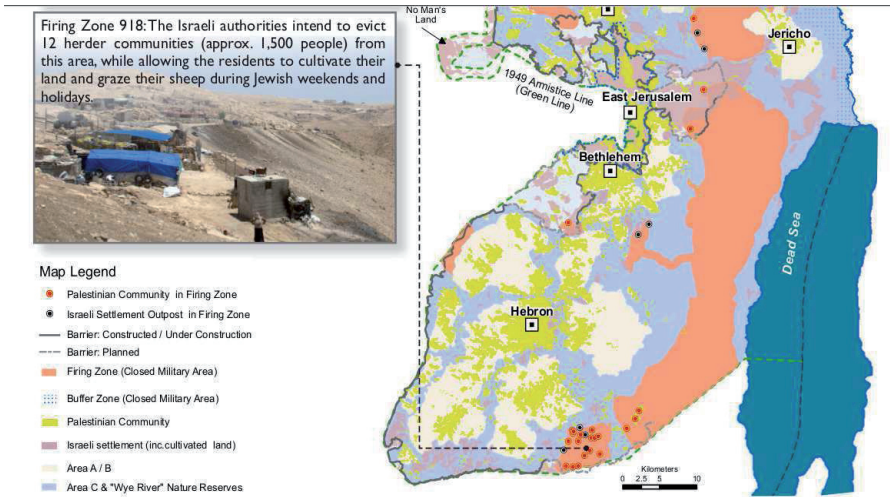 Firing Zone 918: The Israeli authorities intend to evict
12 herder communities (approx. 1,500 people) from
this area, while allowing the residents to cultivate their
land and graze their sheep during Jewish weekends and
holidays.
No Man's
Land
Jericho
1949 Armistice Line
(Green Line)
East Jerusalem
Bethlehem
Dead Sea
Hebron
Map Legend
Palestinian Community in Firing Zone
Israeli Settlement Outpost in Firing Zone
Barrier: Constructed / Under Construction
Barrier: Planned
Firing Zone (Closed Military Area)
Buffer Zone (Closed Military Area)
Palestinian Community
Israeli settlement (inc.cultivated land)
Area A / B
Area C & "Wye River" Nature Reserves
Kilometers
0 2.5 5 10